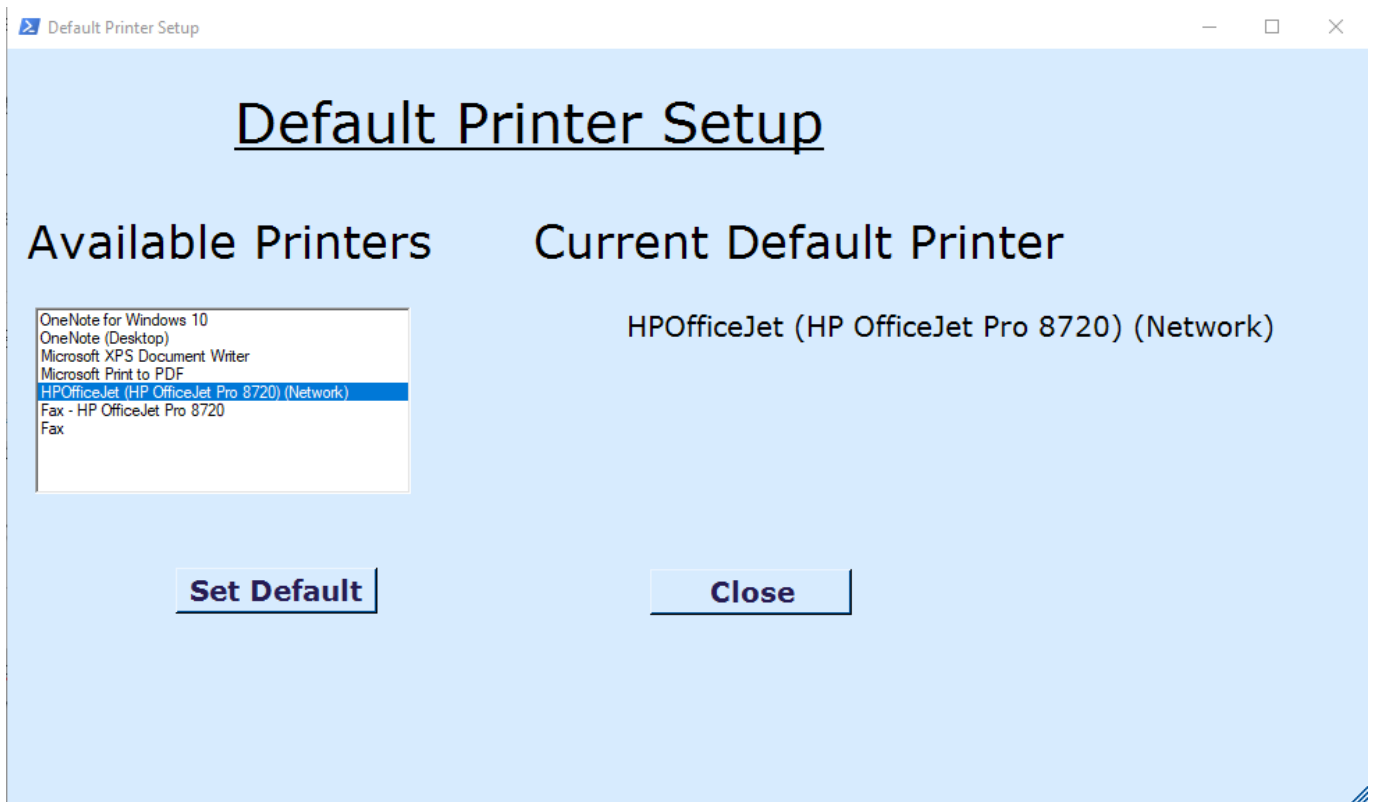 Default Printer Setup
Default Printer Setup
Available Printers
Current Default Printer
OneNote for Windows 10
OneNote (Desktop)
Microsoft XPS Document Writer
Microsoft Print to PDF
HPOfficeJet (HP OfficeJet Pro 8720) (Network)
Fax - HP OfficeJet Pro 8720
Fax
HPOfficeJet (HP OfficeJet Pro 8720) (Network)
Set Default
Close